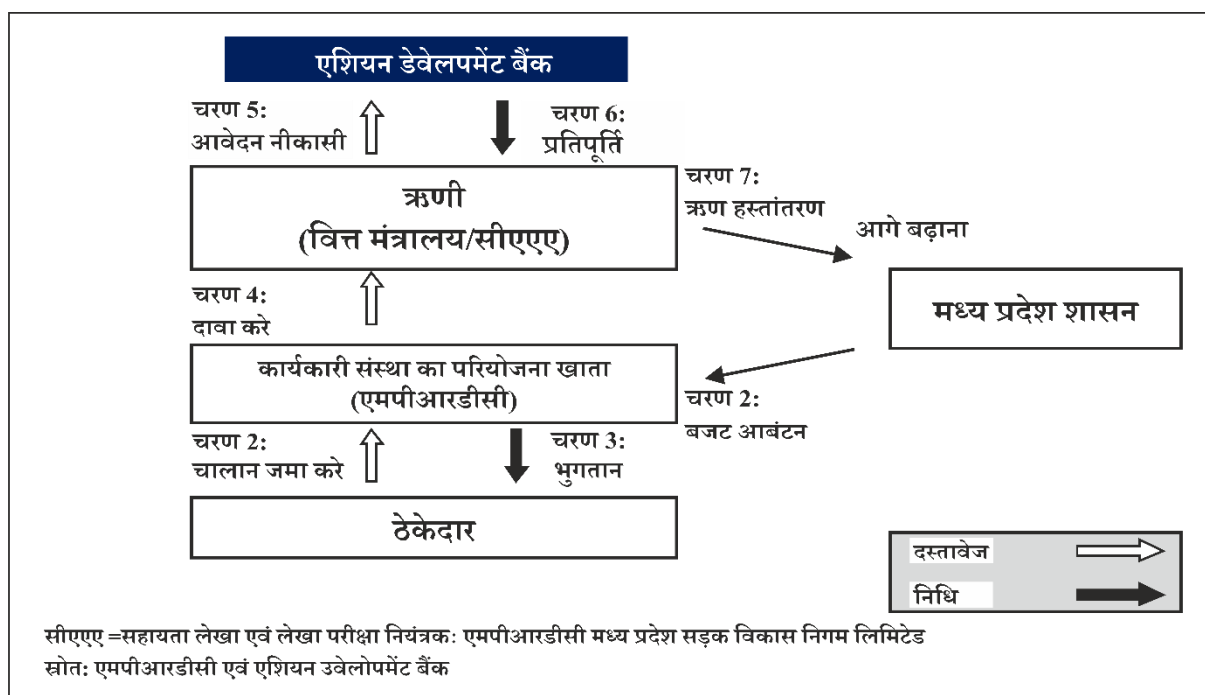 एशियन डेवेलपमेंट बैंक
चरण 5:
आवेदन नीकासी
चरण 6:
प्रतिपूर्ति
ऋणी
(वित्त मंत्रालय/सीएएए)
चरण 7:
ऋण हस्तांतरण
आगे बढ़ाना
मध्य प्रदेश शासन
चरण 4:
दावा करे
कार्यकारी संस्था का परियोजना खाता
(एमपीआरडीसी)
चरण 2:
बजट आबंटन
चरण 2:
चालान जमा करे
चरण 3:
भुगतान
ठेकेदार
दस्तावेज
निधि
सीएएए =सहायता लेखा एवं लेखा परीक्षा नियंत्रक: एमपीआरडीसी मध्य प्रदेश सड़क विकास निगम लिमिटेड
स्रोत: एमपीआरडीसी एवं एशियन उवेलोपमेंट बैंक